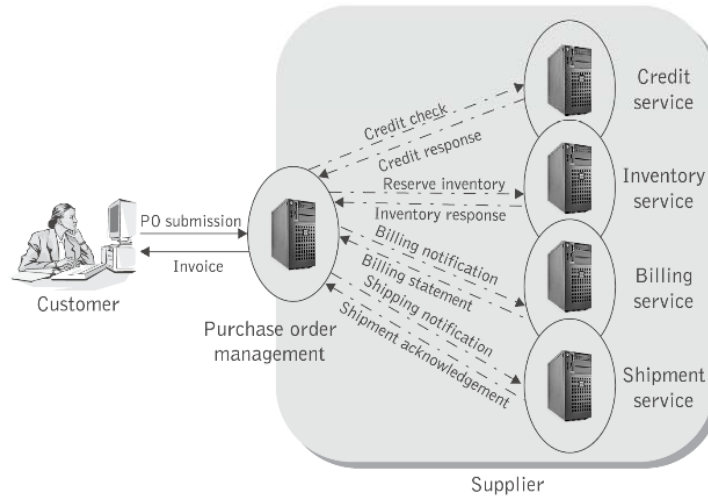 Credit
service
Credit check
Credit response
Reserve inventory
Inventory response
Inventory
service
PO submission
Invoice
Customer
Billing notification
Billing statement
Shipping notification
Shipment acknowledgement
Billing
service
Purchase order
management
Shipment
service
Supplier